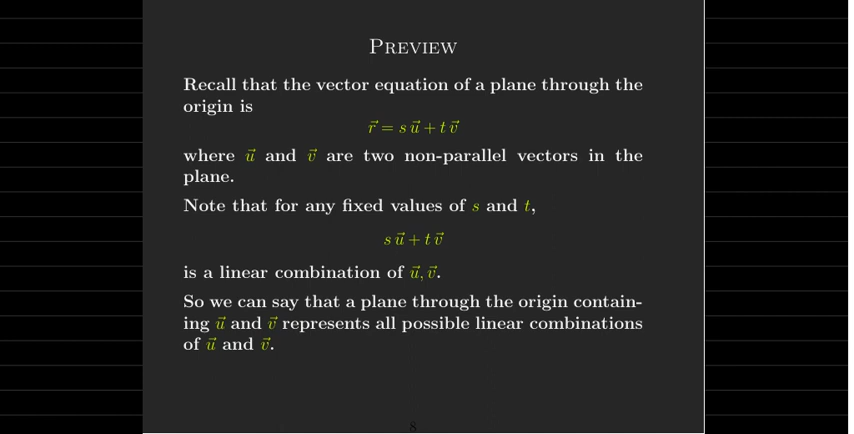 PREVIEW
Recall that the vector equation of a plane through the
origin is
r⃗ = s u⃗ + t v⃗
where u⃗ and v⃗ are two non-parallel vectors in the
plane.
Note that for any fixed values of s and t,
s u⃗ + t v⃗
is a linear combination of u⃗, v⃗.
So we can say that a plane through the origin contain-
ing u⃗ and v⃗ represents all possible linear combinations
of u⃗ and v⃗.
8